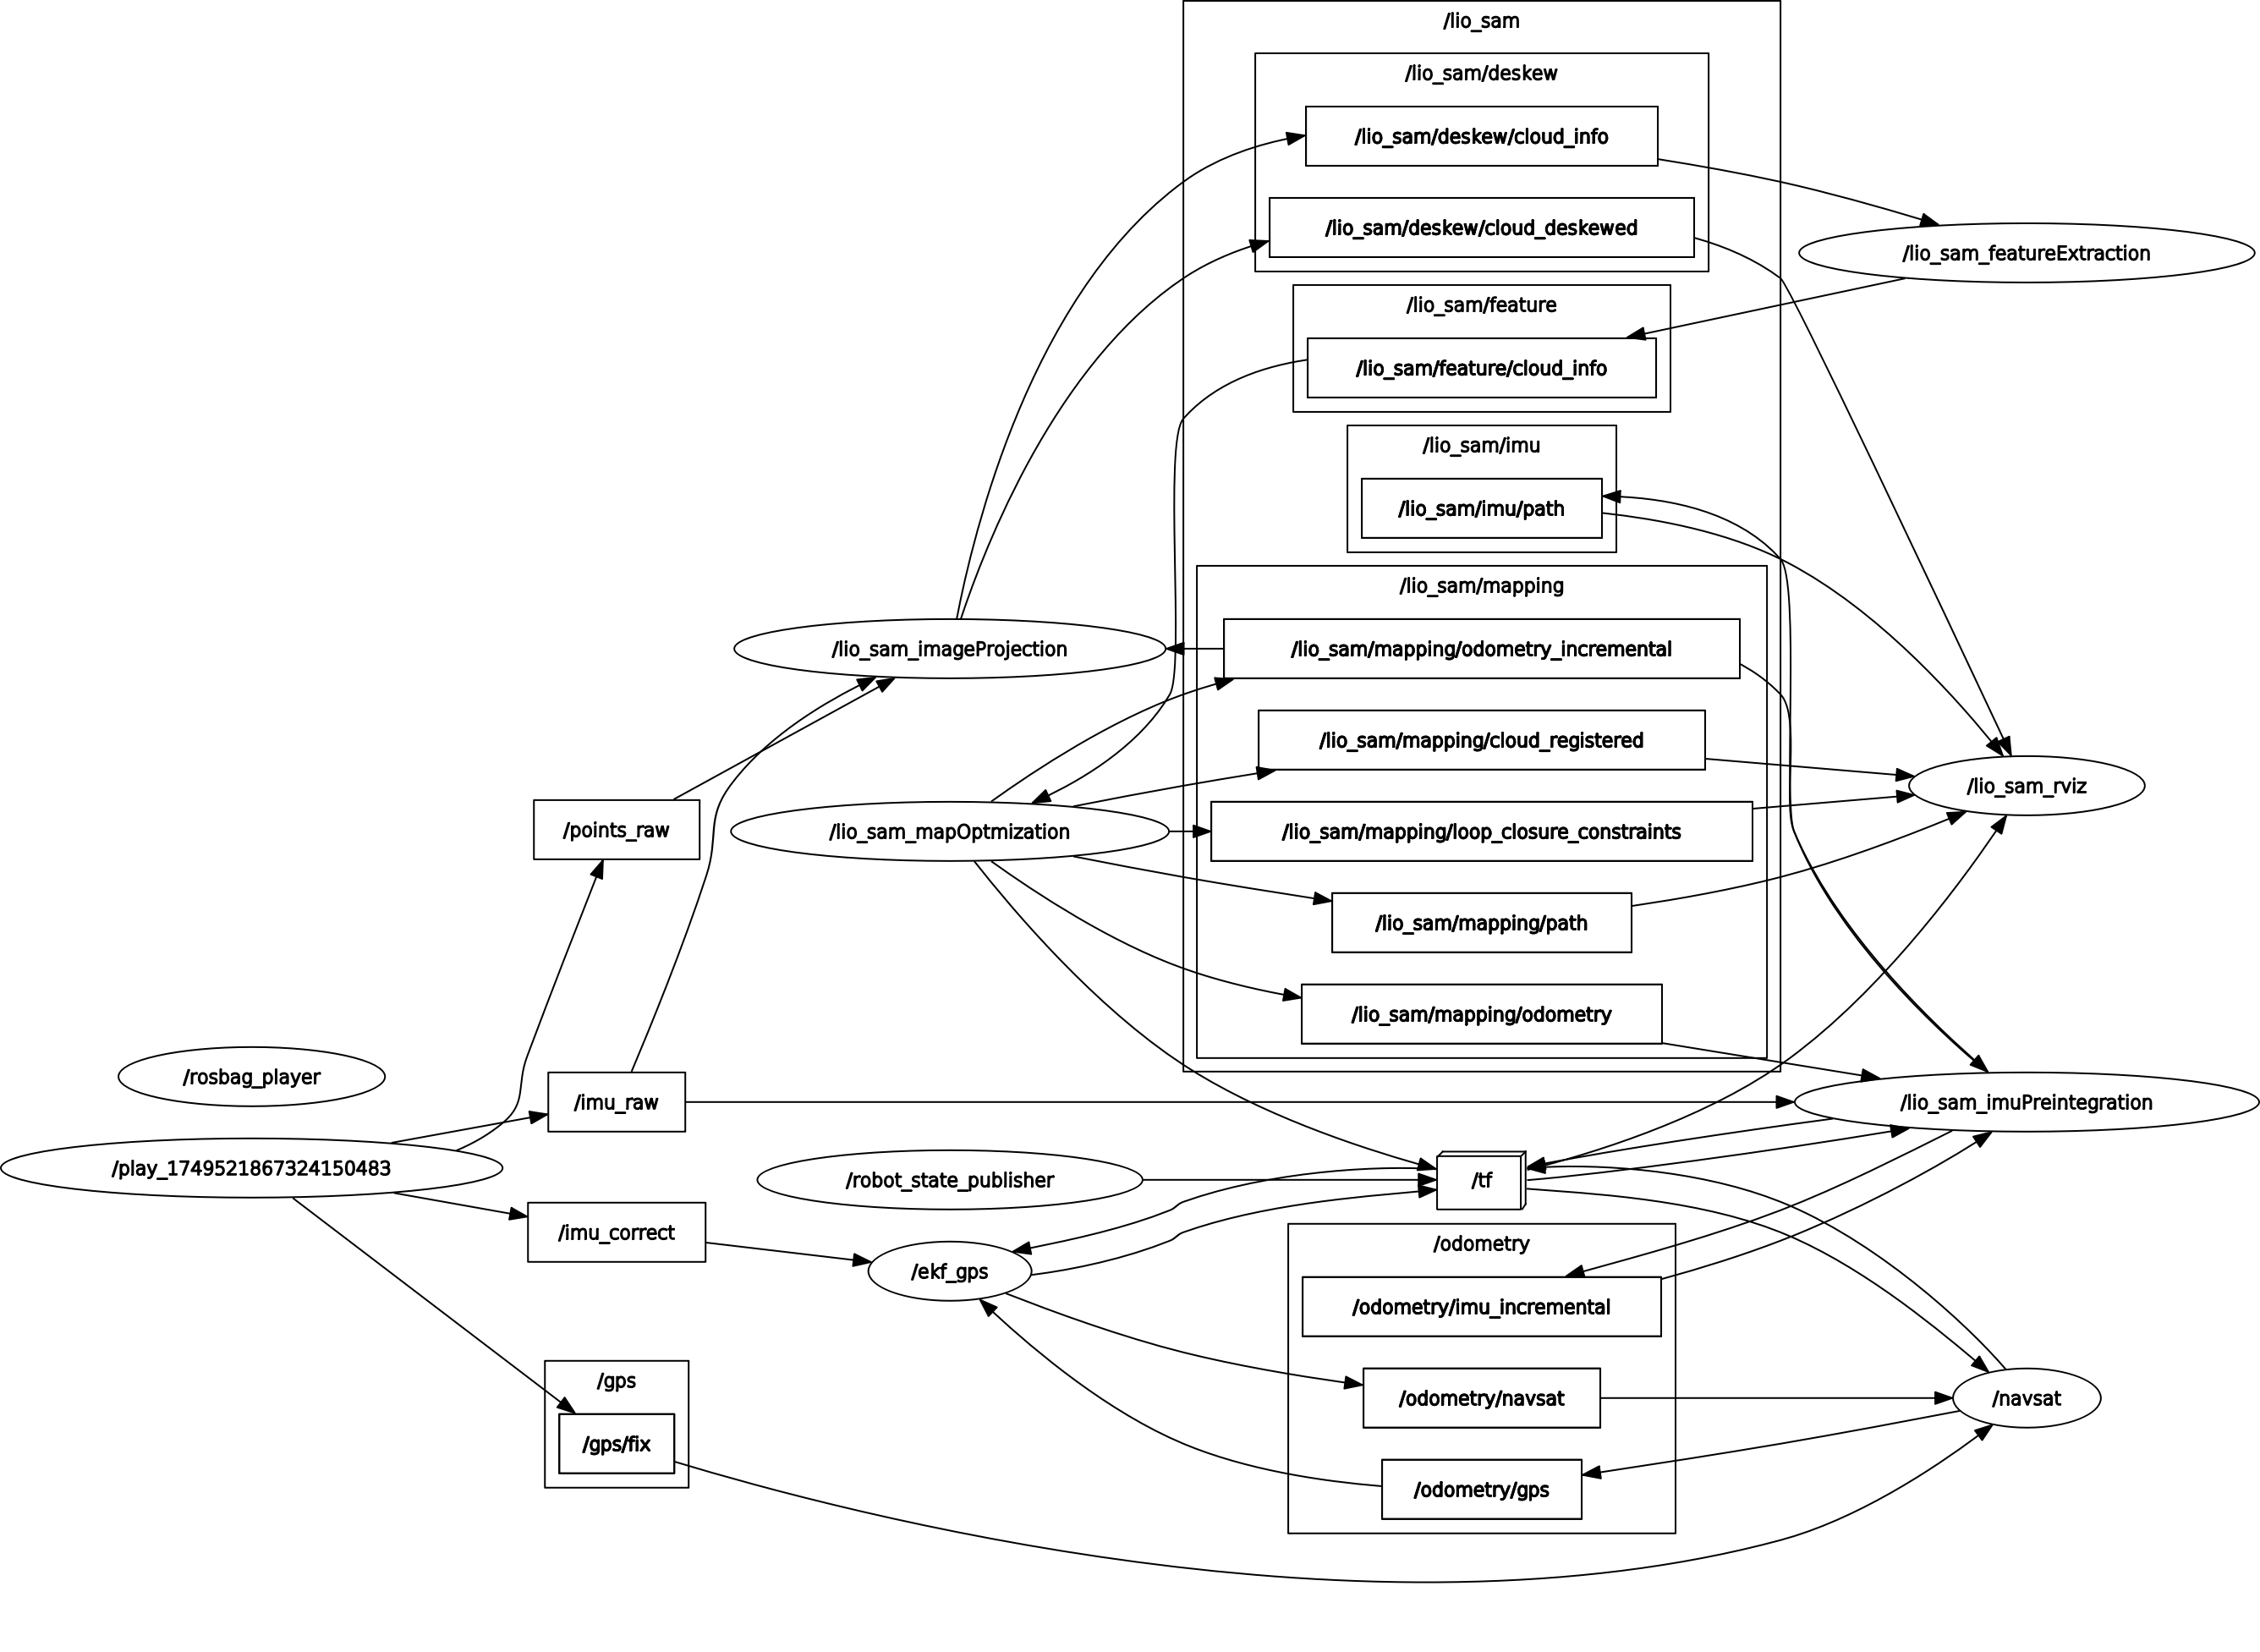 /lio_sam
/lio_sam/deskew
/lio_sam/deskew/cloud_info
/lio_sam/deskew/cloud_deskewed
/lio_sam_featureExtraction
/lio_sam/feature
/lio_sam/feature/cloud_info
/lio_sam/imu
/lio_sam/imu/path
/lio_sam/mapping
/lio_sam_imageProjection
/lio_sam/mapping/odometry_incremental
/lio_sam/mapping/cloud_registered
/lio_sam_rviz
/points_raw
/lio_sam_mapOptmization
/lio_sam/mapping/loop_closure_constraints
/lio_sam/mapping/path
/lio_sam/mapping/odometry
/rosbag_player
/imu_raw
/lio_sam_imuPreintegration
/play_1749521867324150483
/robot_state_publisher
/tf
/imu_correct
/odometry
/ekf_gps
/odometry/imu_incremental
/gps
/odometry/navsat
/navsat
/gps/fix
/odometry/gps